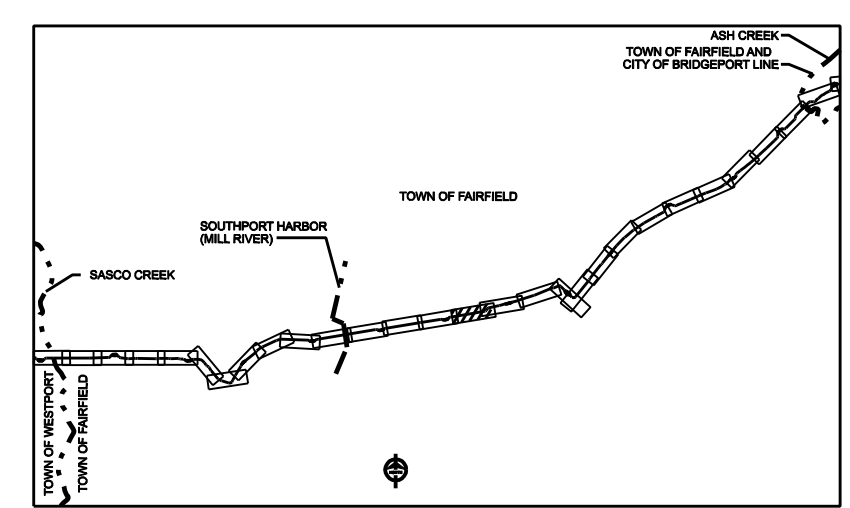 ASH CREEK
TOWN OF FAIRFIELD AND
CITY OF BRIDGEPORT LINE
TOWN OF FAIRFIELD
SOUTHPORT HARBOR
(MILL RIVER)
SASCO CREEK
TOWN OF WESTPORT
TOWN OF FAIRFIELD